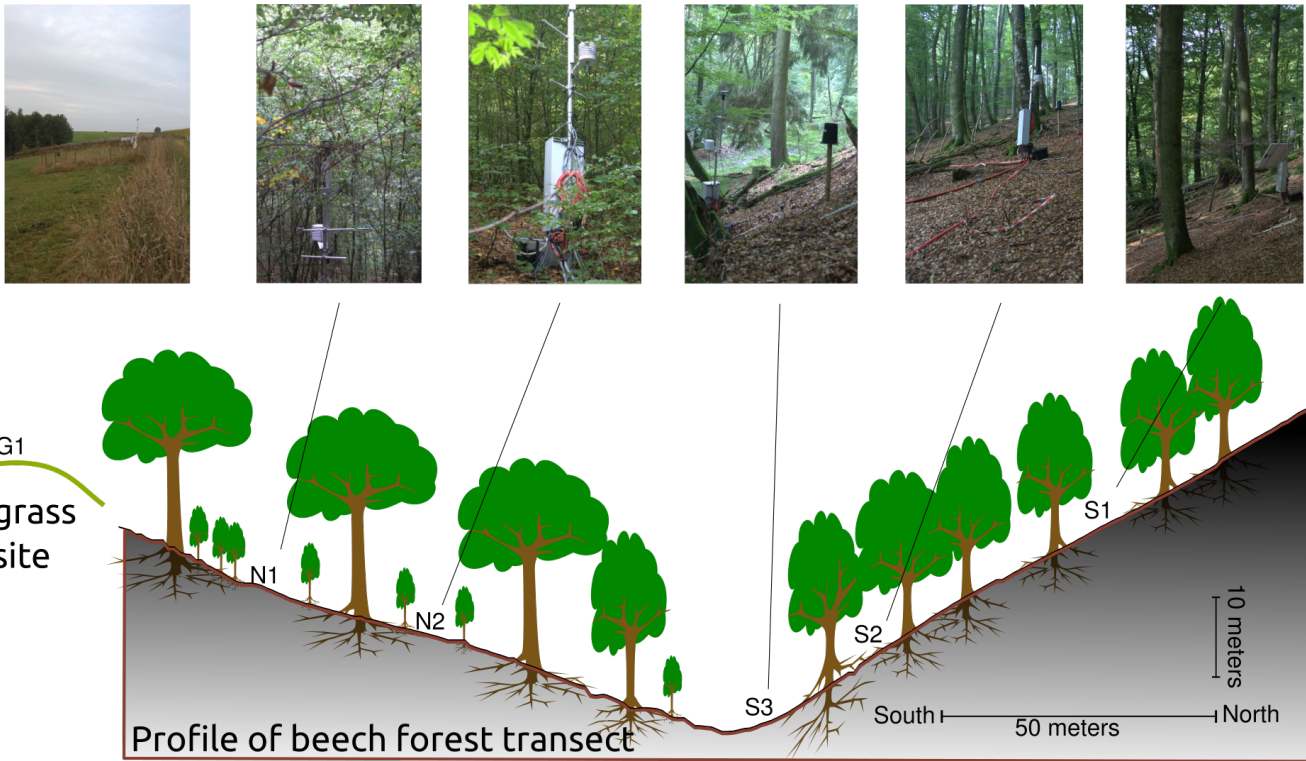 G1
grass
site
N1
N2
S3
S2
S1
10 meters
South
North
50 meters
Profile of beech forest transect